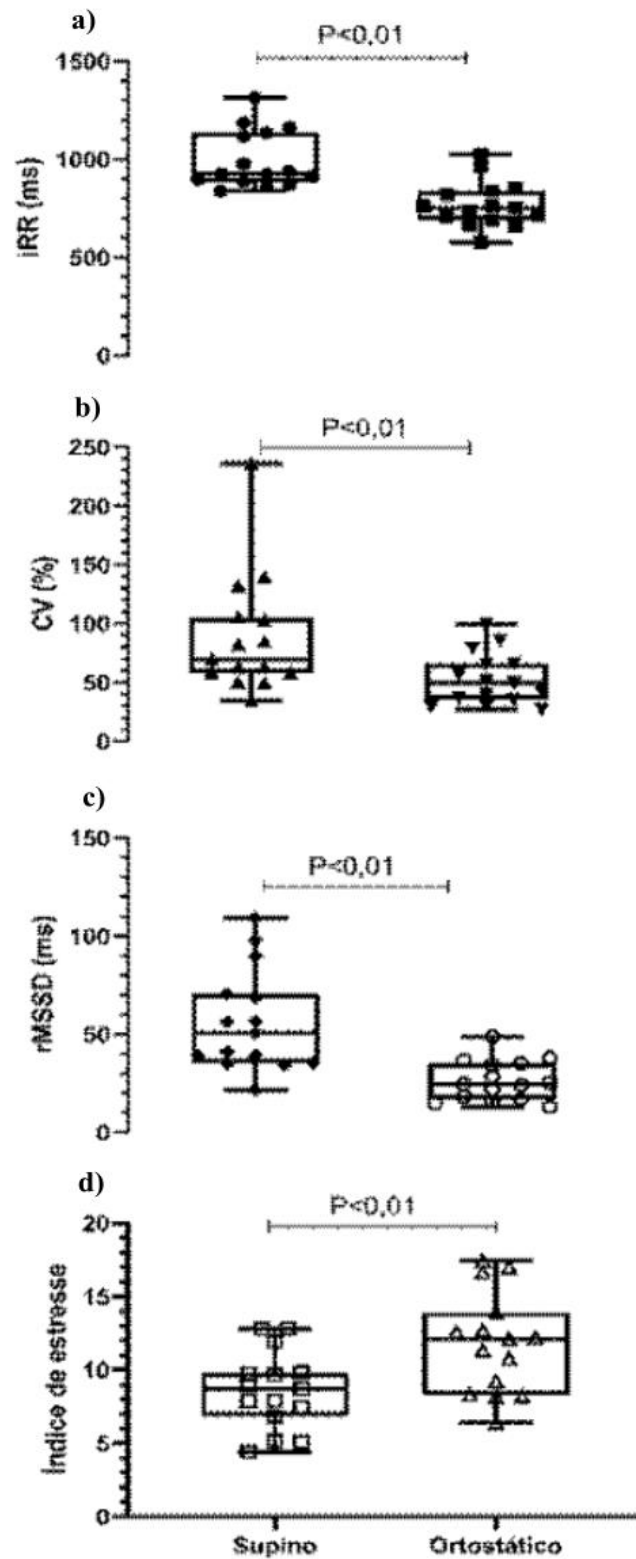 a)
P<0,01
1500
1000
500
0
iRR (ms)
b)
P<0,01
250
200
150
100
50
0
CV (%)
c)
P<0,01
150
100
50
0
rMSSD (ms)
d)
P<0,01
20
15
10
5
0
Índice de estresse
Supino Ortostático